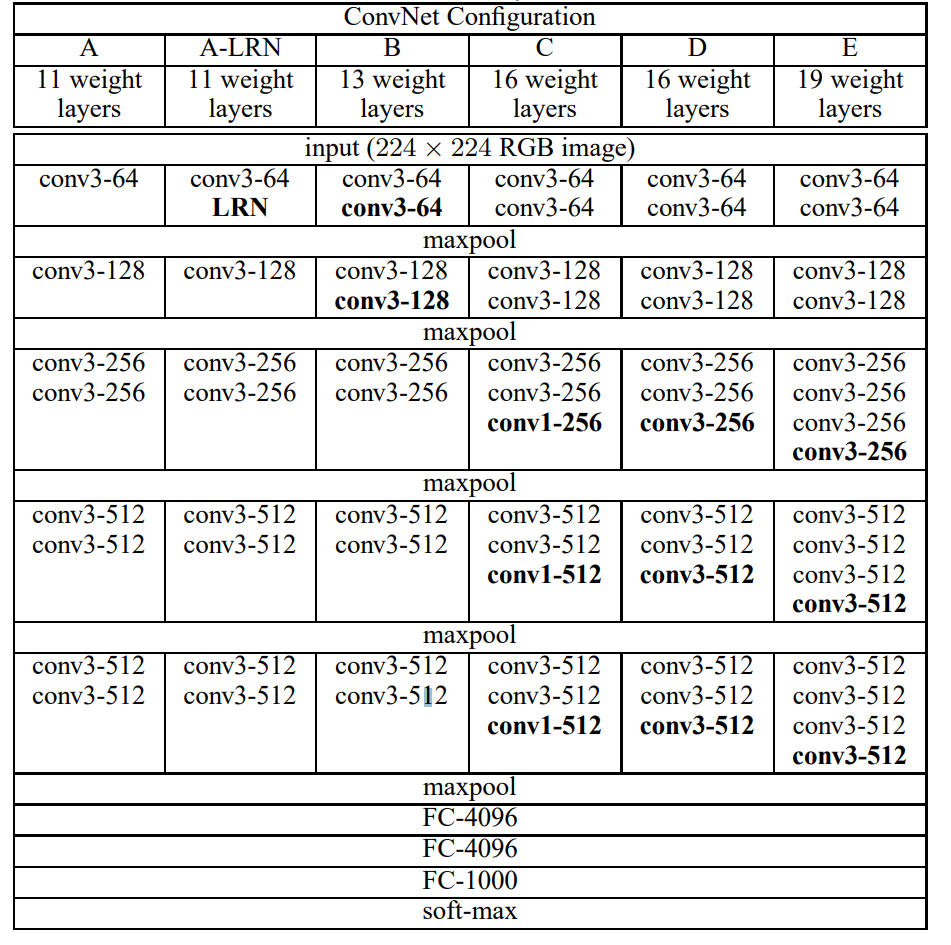 ConvNet Configuration
A A-LRN B C D E
11 weight 11 weight 13 weight 16 weight 16 weight 19 weight
layers layers layers layers layers layers
input (224 × 224 RGB image)
conv3-64 conv3-64 conv3-64 conv3-64 conv3-64 conv3-64
LRN conv3-64 conv3-64 conv3-64 conv3-64
maxpool
conv3-128 conv3-128 conv3-128 conv3-128 conv3-128 conv3-128
conv3-128 conv3-128 conv3-128 conv3-128
maxpool
conv3-256 conv3-256 conv3-256 conv3-256 conv3-256 conv3-256
conv3-256 conv3-256 conv3-256 conv3-256 conv3-256 conv3-256
conv1-256 conv3-256 conv3-256
conv3-256
maxpool
conv3-512 conv3-512 conv3-512 conv3-512 conv3-512 conv3-512
conv3-512 conv3-512 conv3-512 conv3-512 conv3-512 conv3-512
conv1-512 conv3-512 conv3-512
conv3-512
maxpool
conv3-512 conv3-512 conv3-512 conv3-512 conv3-512 conv3-512
conv3-512 conv3-512 conv3-512 conv3-512 conv3-512 conv3-512
conv1-512 conv3-512 conv3-512
conv3-512
maxpool
FC-4096
FC-4096
FC-1000
soft-max